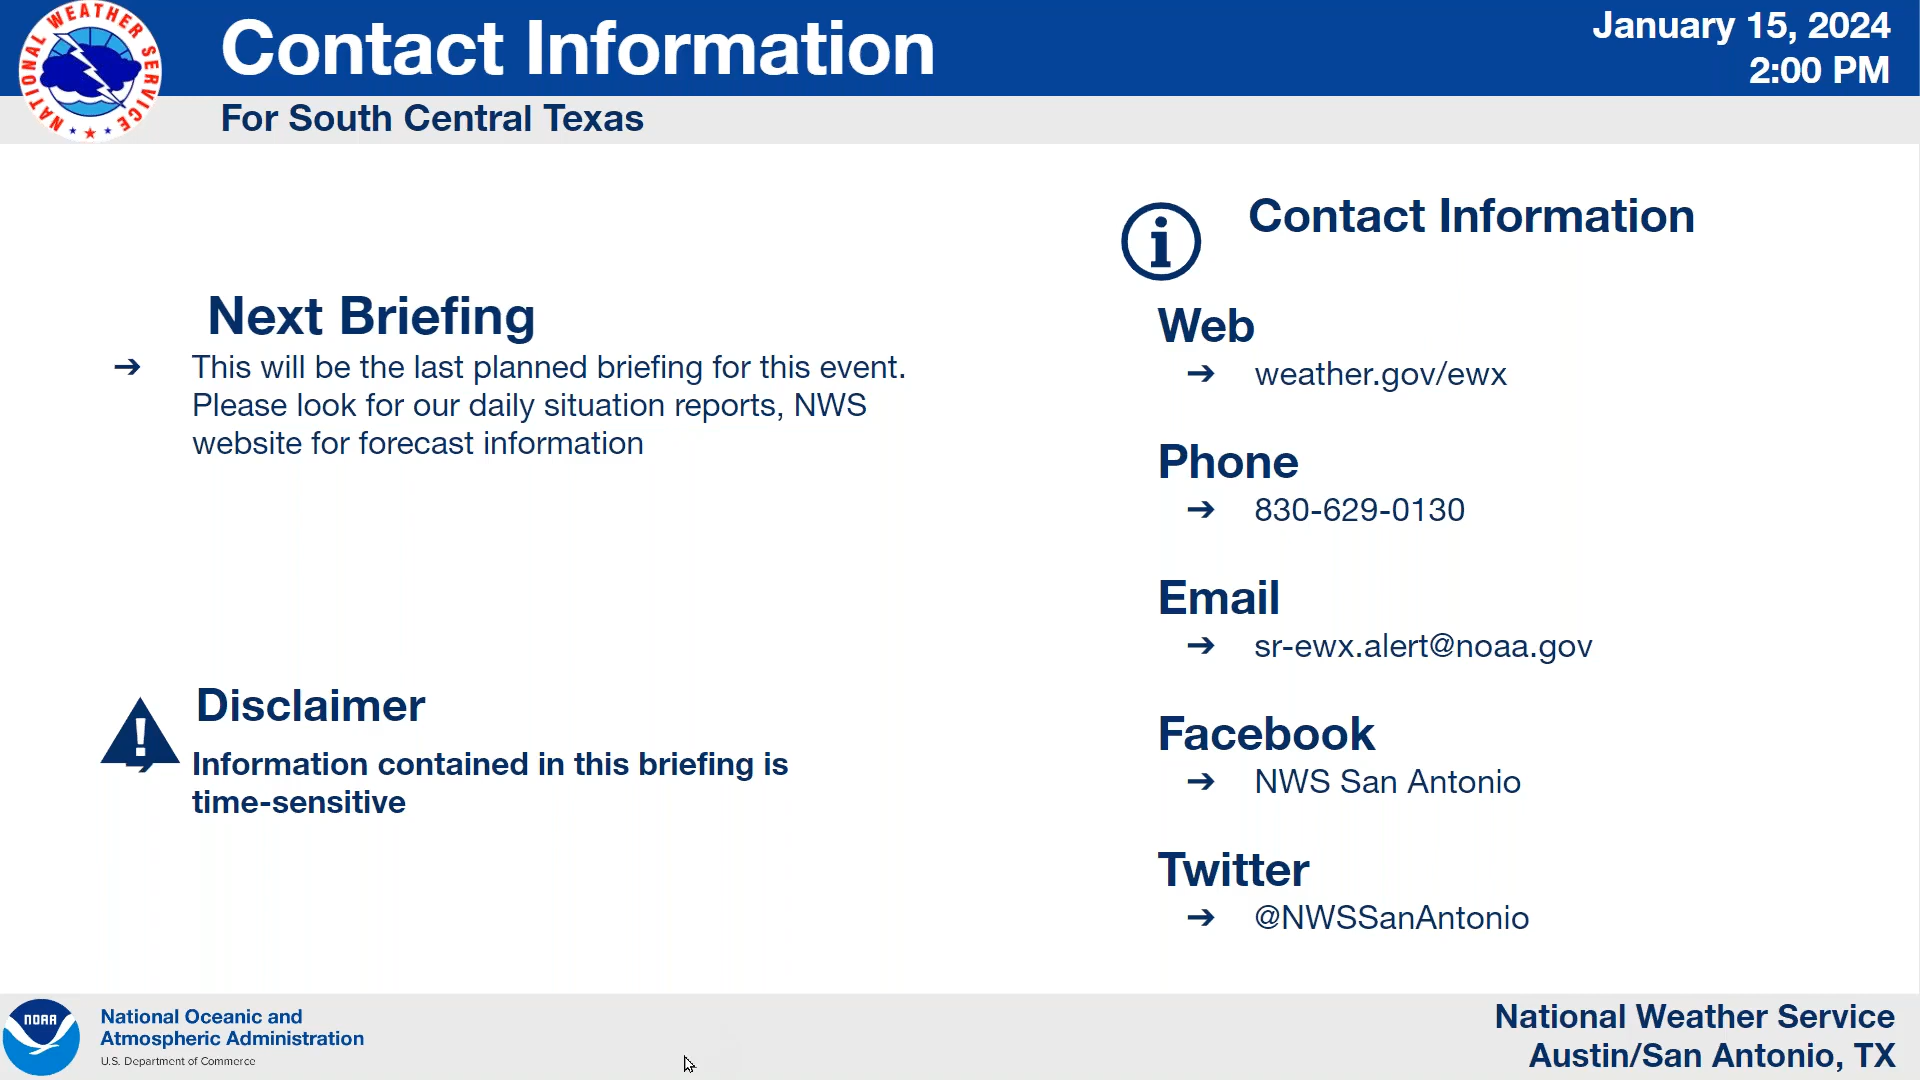 NATIONAL WEATHER SERVICE
Contact Information
January 15, 2024
2:00 PM
For South Central Texas
Next Briefing
➔ This will be the last planned briefing for this event.
Please look for our daily situation reports, NWS
website for forecast information
Disclaimer
Information contained in this briefing is
time-sensitive
Contact Information
Web
➔ weather.gov/ewx
Phone
➔ 830-629-0130
Email
➔ sr-ewx.alert@noaa.gov
Facebook
➔ NWS San Antonio
Twitter
➔ @NWSSanAntonio
NOAA
National Oceanic and
Atmospheric Administration
U.S. Department of Commerce
National Weather Service
Austin/San Antonio, TX